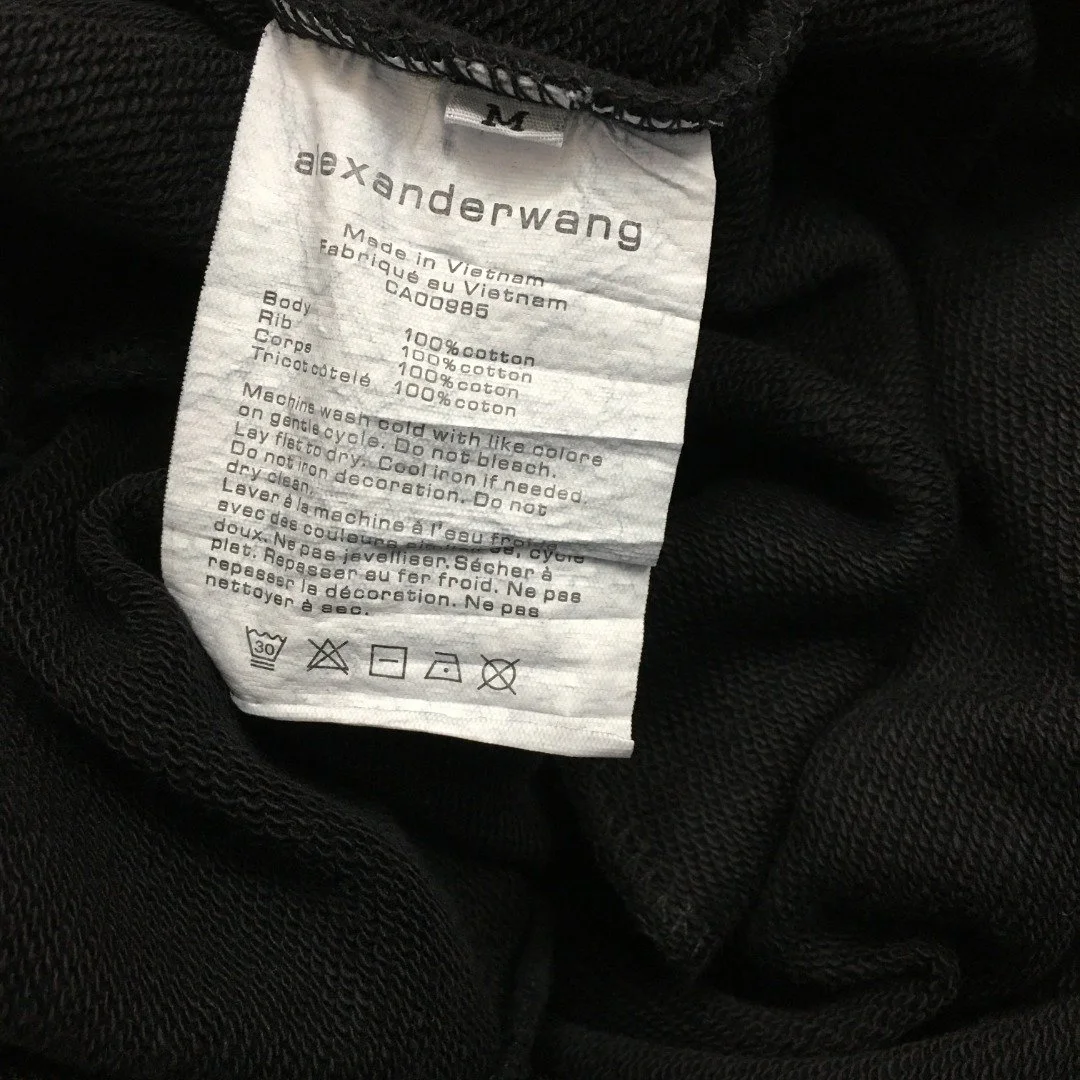 M
alexanderwang
Made in Vietnam
Fabriqué au Vietnam
CA00985
Body 100%cotton
Rib 100%cotton
Corps 100%coton
Tricot côtelé 100%coton
Machine wash cold with like colors
on gentle cycle. Do not bleach.
Lay flat to dry. Cool iron if needed.
Do not iron decoration. Do not
dry clean.
Laver à la machine à l'eau
avec des couleurs cycle
doux. Ne pas javelliser. Sécher à
plat. Repasser au fer froid. Ne pas
repasser la décoration. Ne pas
nettoyer à sec.
30